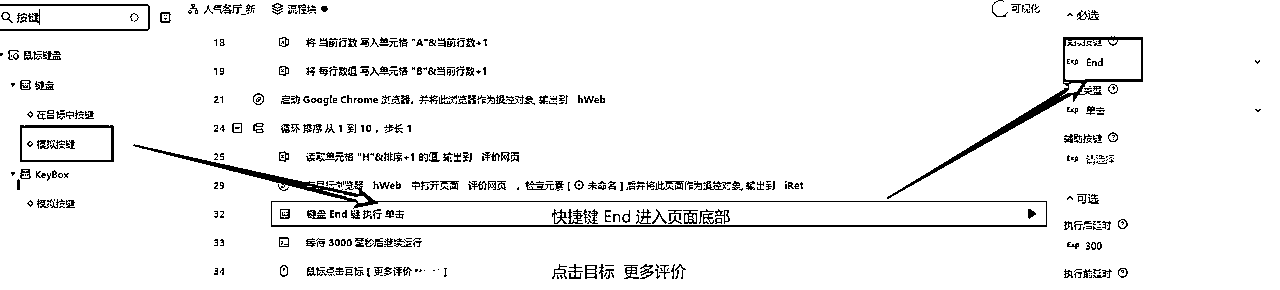 按键
鼠标键盘
键盘
在目标中按键
模拟按键
KeyBox
模拟按键
人气客厅_新 流程块
可视化
18 将 当前行数 写入单元格 "A"&当前行数+1
19 将 每行数值 写入单元格 "B"&当前行数+1
21 启动 Google Chrome 浏览器，并将此浏览器作为操控对象, 输出到 hWeb
24 循环 排序 从 1 到 10 ，步长 1
25 读取单元格 "H"&排序+1 的值, 输出到 评价网页
29 浏览器 hWeb 中打开页面 评价网页 ，检查元素 [ 未命名 ] 后并将此页面作为操控对象, 输出到 iRet
32 键盘 End 键 执行 单击 快捷键 End 进入页面底部
33 等待 3000 毫秒后继续运行
34 鼠标点击目标 [ 更多评价 ] 点击目标 更多评价
必选
Exp End
类型
Exp 单击
辅助按键
Exp 请选择
可选
执行后延时
Exp 300
执行前延时